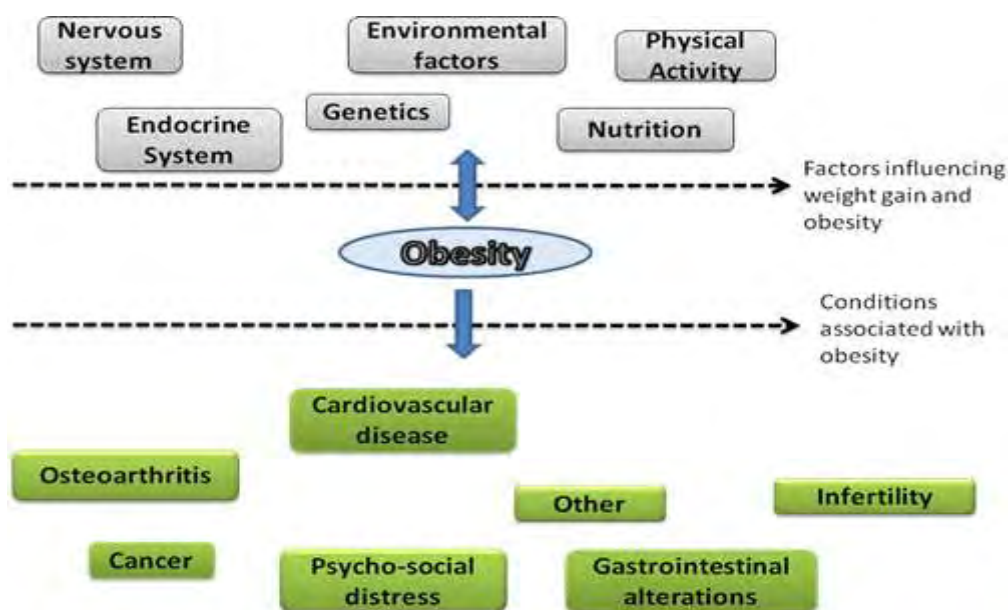 Nervous
system
Environmental
factors
Physical
Activity
Genetics
Endocrine
System
Nutrition
Factors influencing
weight gain and
obesity
Obesity
Conditions
associated with
obesity
Cardiovascular
disease
Osteoarthritis
Other
Infertility
Cancer
Psycho-social
distress
Gastrointestinal
alterations